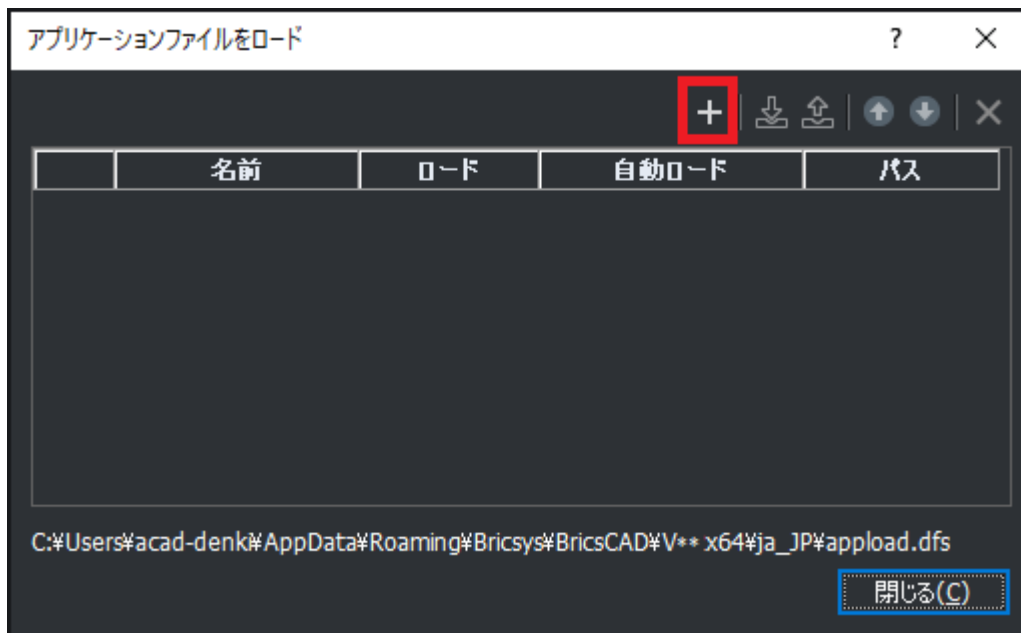 アプリケーションファイルをロード
名前 ロード 自動ロード パス
C:¥Users¥acad-denk¥AppData¥Roaming¥Bricsys¥BricsCAD¥V** x64¥ja_JP¥appload.dfs
閉じる(C)